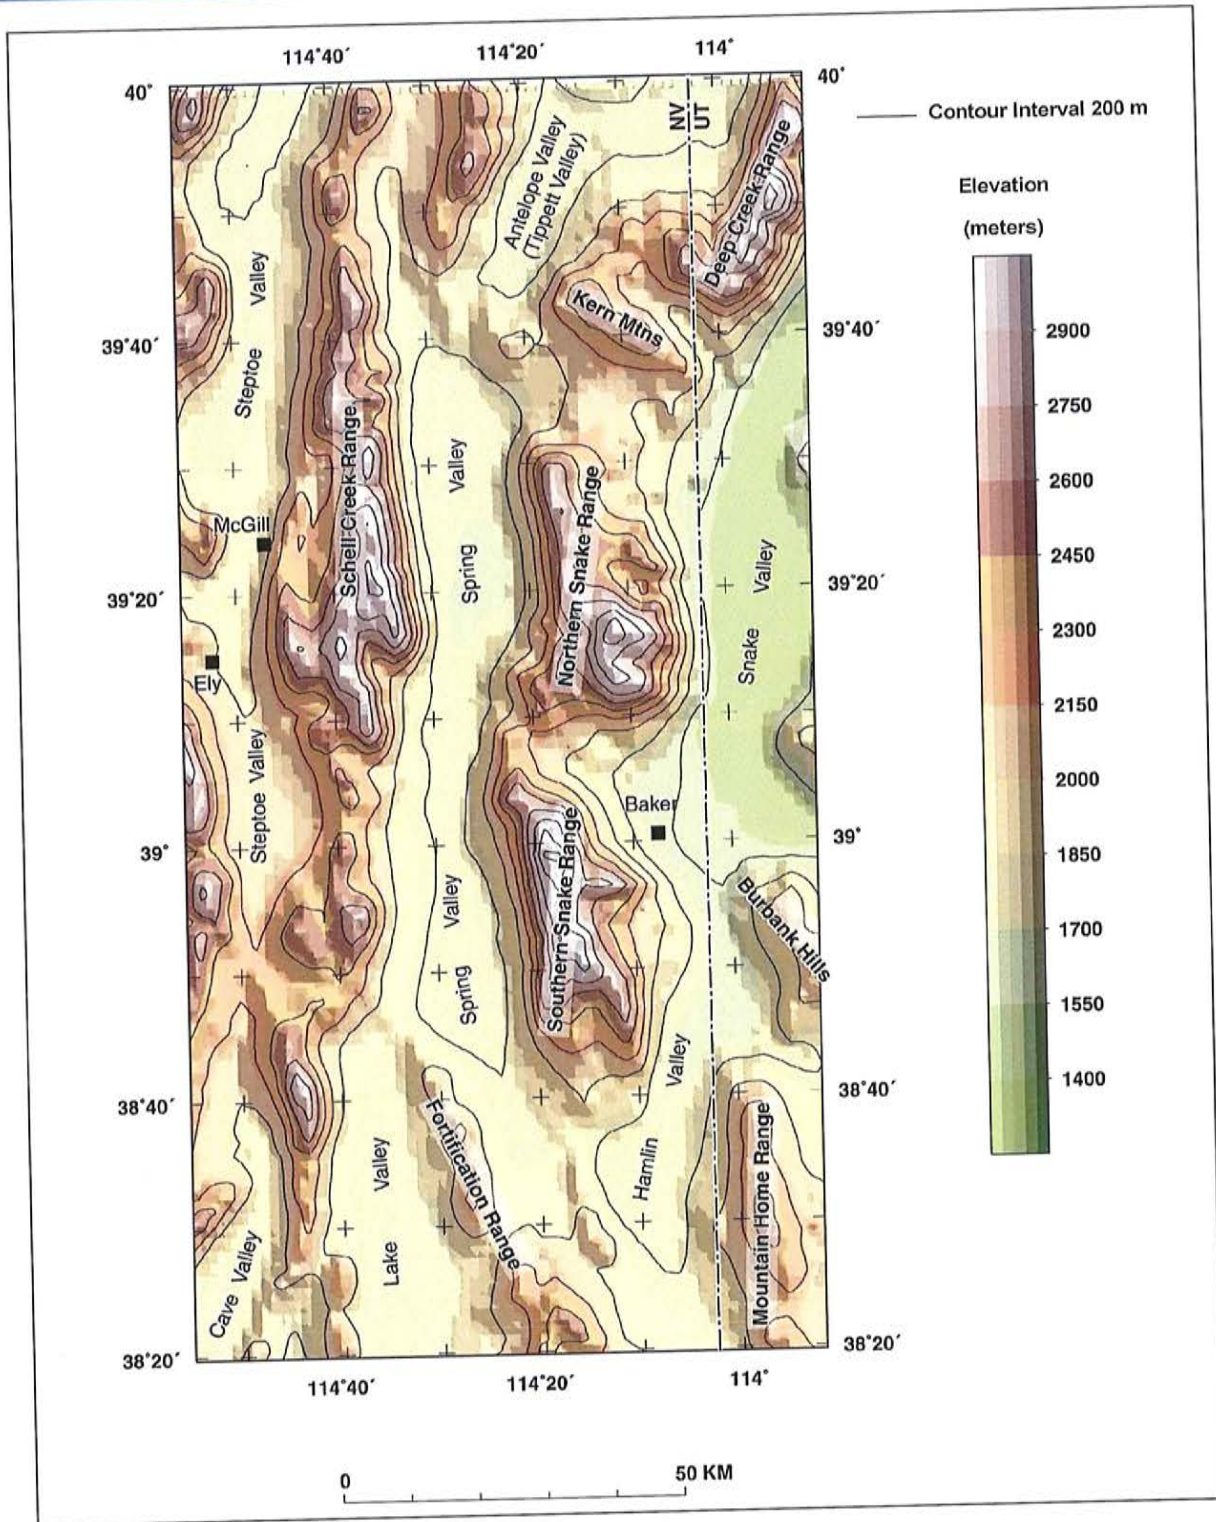 114°40´
114°20´
114°
40°
40°
NV
UT
Contour Interval 200 m
Elevation
(meters)
2900
2750
2600
2450
2300
2150
2000
1850
1700
1550
1400
Antelope Valley
(Tippett Valley)
Deep Creek Range
Kern Mtns
Steptoe Valley
39°40´
39°40´
Schell Creek Range
Spring Valley
Northern Snake Range
McGill
Snake Valley
39°20´
39°20´
Ely
Steptoe Valley
Baker
39°
39°
Southern Snake Range
Spring Valley
Burbank Hills
Hamlin Valley
38°40´
38°40´
Fortification Range
Lake Valley
Mountain Home Range
Cave Valley
38°20´
38°20´
114°40´
114°20´
114°
0
50 KM